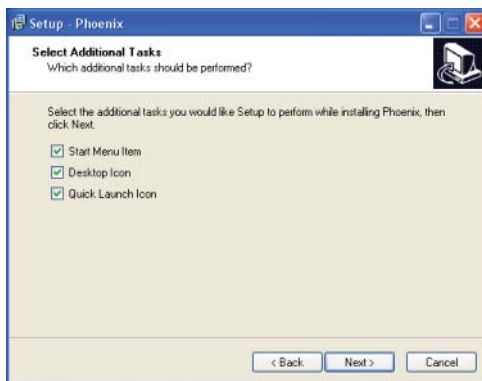 Setup - Phoenix
Select Additional Tasks
Which additional tasks should be performed?
Select the additional tasks you would like Setup to perform while installing Phoenix, then
click Next.
Start Menu Item
Desktop Icon
Quick Launch Icon
< Back
Next >
Cancel